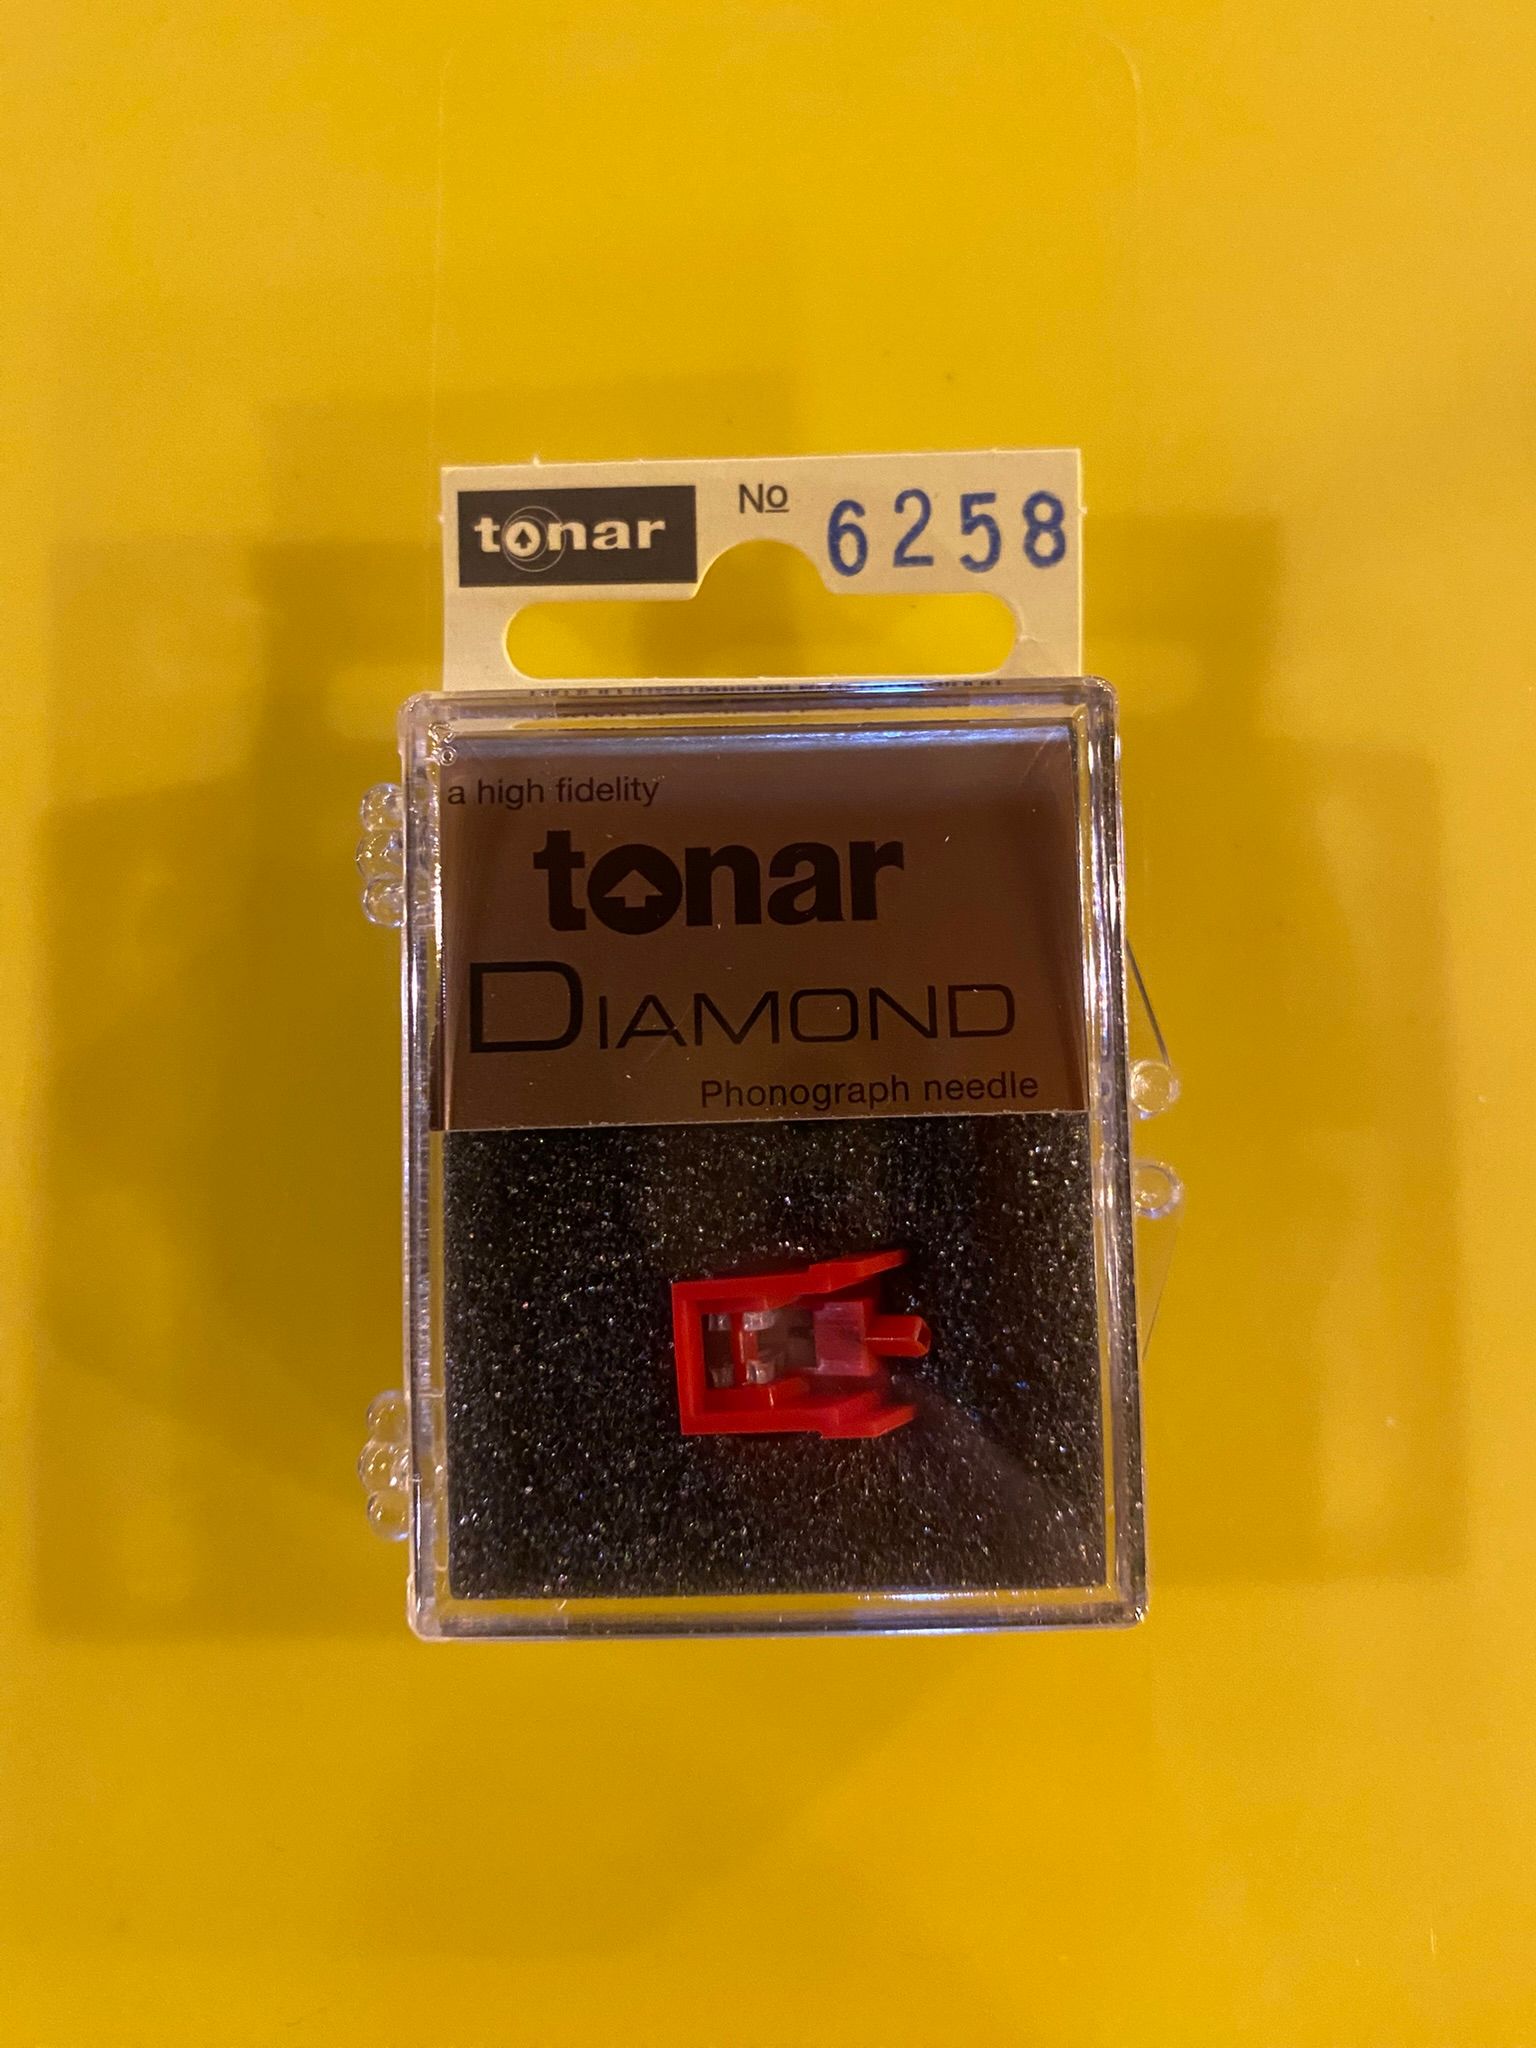 tonar No 6258
a high fidelity
tonar
DIAMOND
Phonograph needle